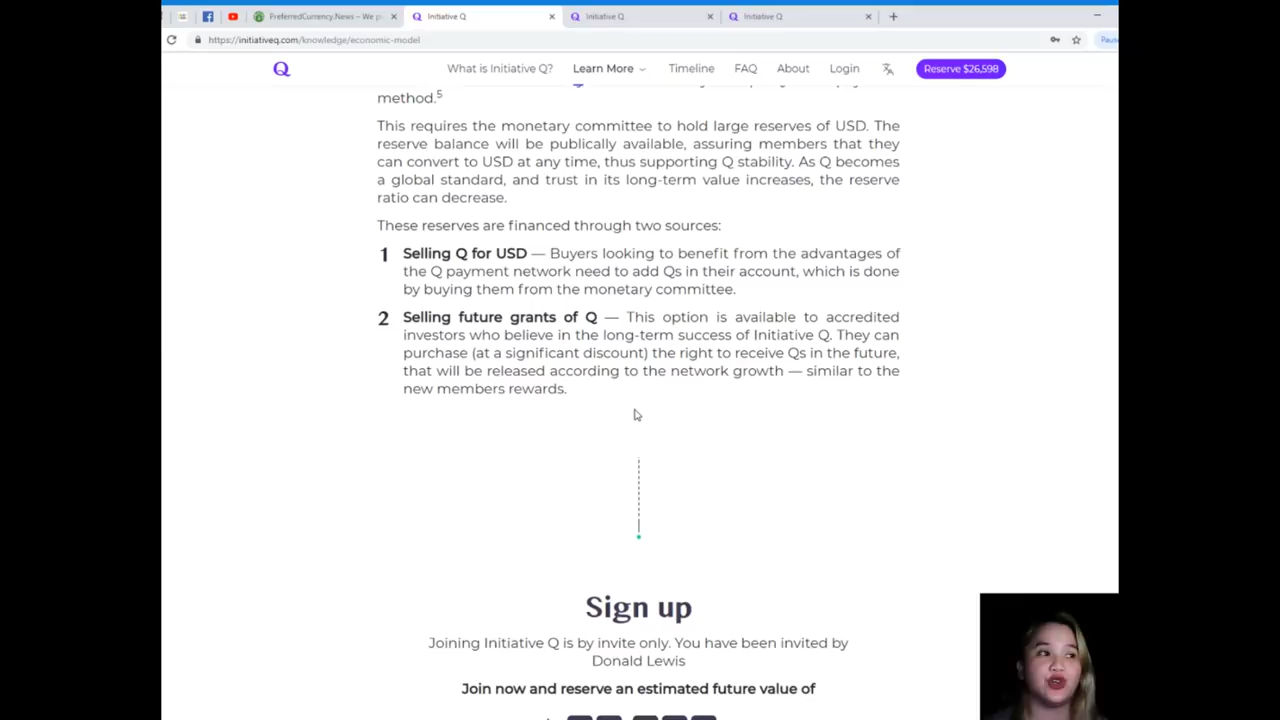 PreferredCurrency.News – We p
Initiative Q
Initiative Q
Initiative Q
https://initiativeq.com/knowledge/economic-model
Paus
Q
What is Initiative Q?
Learn More
Timeline
FAQ
About
Login
Reserve $26,598
method.5
This requires the monetary committee to hold large reserves of USD. The
reserve balance will be publically available, assuring members that they
can convert to USD at any time, thus supporting Q stability. As Q becomes
a global standard, and trust in its long-term value increases, the reserve
ratio can decrease.
These reserves are financed through two sources:
1 Selling Q for USD — Buyers looking to benefit from the advantages of
the Q payment network need to add Qs in their account, which is done
by buying them from the monetary committee.
2 Selling future grants of Q — This option is available to accredited
investors who believe in the long-term success of Initiative Q. They can
purchase (at a significant discount) the right to receive Qs in the future,
that will be released according to the network growth — similar to the
new members rewards.
Sign up
Joining Initiative Q is by invite only. You have been invited by
Donald Lewis
Join now and reserve an estimated future value of